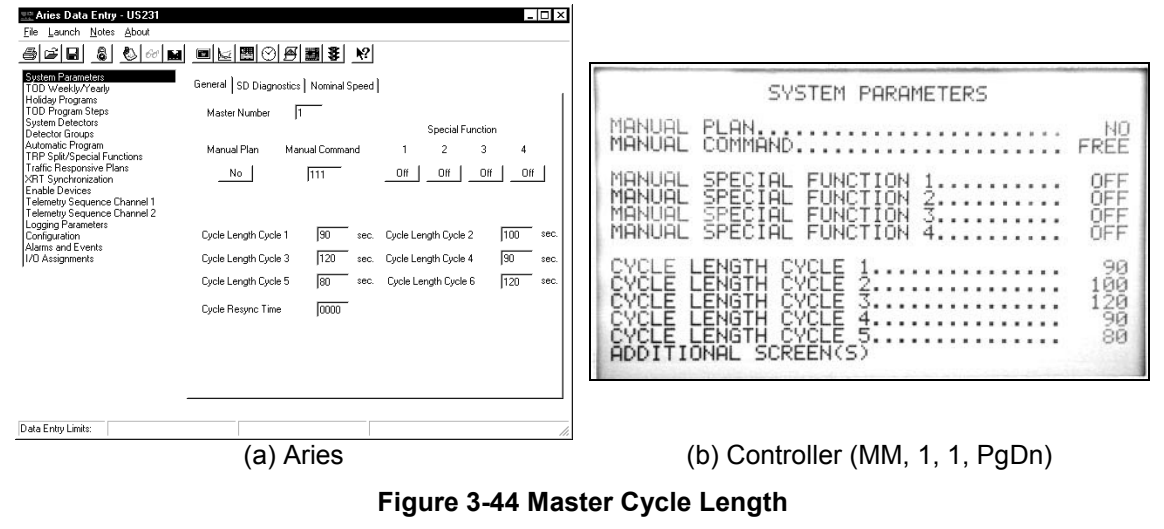 Aries Data Entry - US231
File Launch Notes About
System Parameters
TOD Weekly/Yearly
Holiday Programs
TOD Program Steps
System Detectors
Detector Groups
Automatic Program
TRP Split/Special Functions
Traffic Responsive Plans
XRT Synchronization
Enable Devices
Telemetry Sequence Channel 1
Telemetry Sequence Channel 2
Logging Parameters
Configuration
Alarms and Events
I/O Assignments
General SD Diagnostics Nominal Speed
Master Number 1
Special Function
Manual Plan Manual Command 1 2 3 4
No 111 Off Off Off Off
Cycle Length Cycle 1 90 sec. Cycle Length Cycle 2 100 sec.
Cycle Length Cycle 3 120 sec. Cycle Length Cycle 4 90 sec.
Cycle Length Cycle 5 80 sec. Cycle Length Cycle 6 120 sec.
Cycle Resync Time 0000
Data Entry Limits:
(a) Aries
SYSTEM PARAMETERS
MANUAL PLAN............................ NO
MANUAL COMMAND........................ FREE
MANUAL SPECIAL FUNCTION 1.......... OFF
MANUAL SPECIAL FUNCTION 2.......... OFF
MANUAL SPECIAL FUNCTION 3.......... OFF
MANUAL SPECIAL FUNCTION 4.......... OFF
CYCLE LENGTH CYCLE 1............... 90
CYCLE LENGTH CYCLE 2............... 100
CYCLE LENGTH CYCLE 3............... 120
CYCLE LENGTH CYCLE 4............... 90
CYCLE LENGTH CYCLE 5............... 80
ADDITIONAL SCREEN(S)
(b) Controller (MM, 1, 1, PgDn)
Figure 3-44 Master Cycle Length